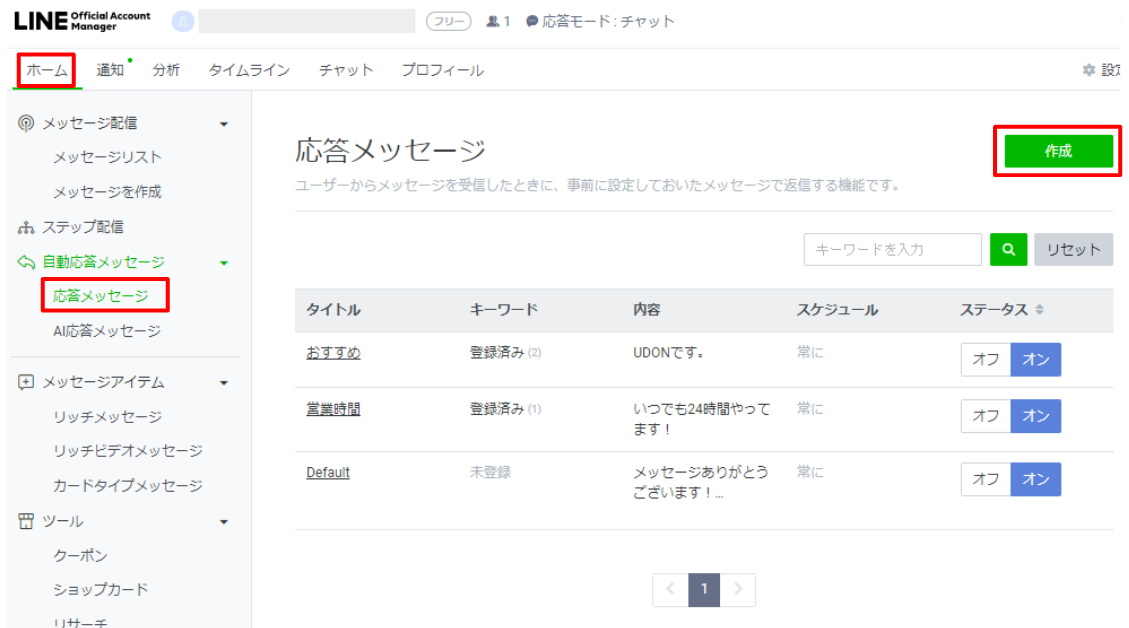 LINE Official Account Manager
フリー 1 応答モード : チャット
ホーム 通知 分析 タイムライン チャット プロフィール
メッセージ配信
メッセージリスト
メッセージを作成
ステップ配信
自動応答メッセージ
応答メッセージ
AI応答メッセージ
メッセージアイテム
リッチメッセージ
リッチビデオメッセージ
カードタイプメッセージ
ツール
クーポン
ショップカード
リサーチ
応答メッセージ
作成
ユーザーからメッセージを受信したときに、事前に設定しておいたメッセージで返信する機能です。
キーワードを入力 リセット
タイトル キーワード 内容 スケジュール ステータス
おすすめ 登録済み (2) UDONです。 常に オフ オン
営業時間 登録済み (1) いつでも24時間やって 常に オフ オン
ます！
Default 未登録 メッセージありがとう 常に オフ オン
ございます！...
1